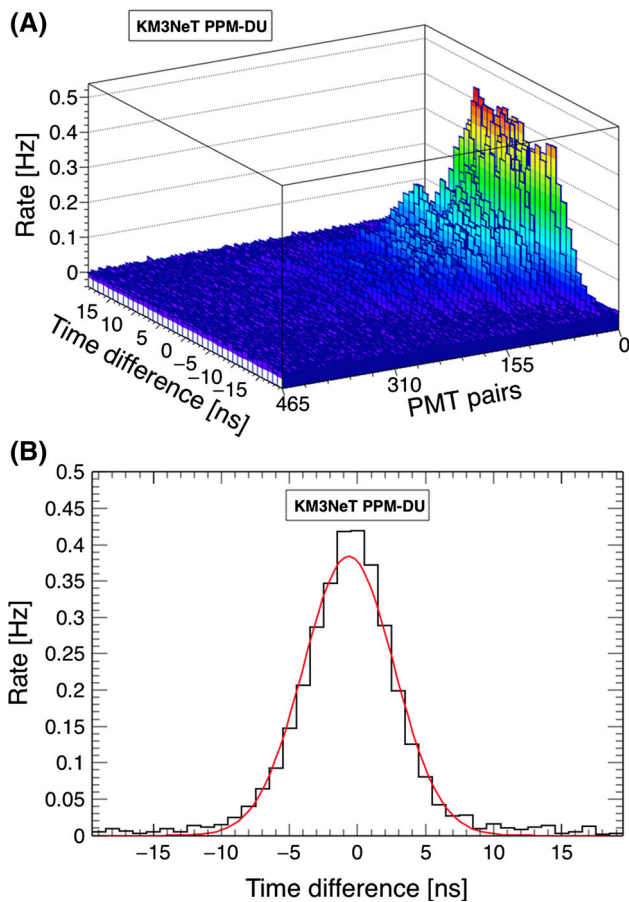 (A)
KM3NeT PPM-DU
Rate [Hz]
0.5
0.4
0.3
0.2
0.1
0
15 10 5 0 −5 −10 −15
Time difference [ns]
465 310 155 0
PMT pairs
(B)
KM3NeT PPM-DU
Rate [Hz]
0.5
0.45
0.4
0.35
0.3
0.25
0.2
0.15
0.1
0.05
0
−15 −10 −5 0 5 10 15
Time difference [ns]